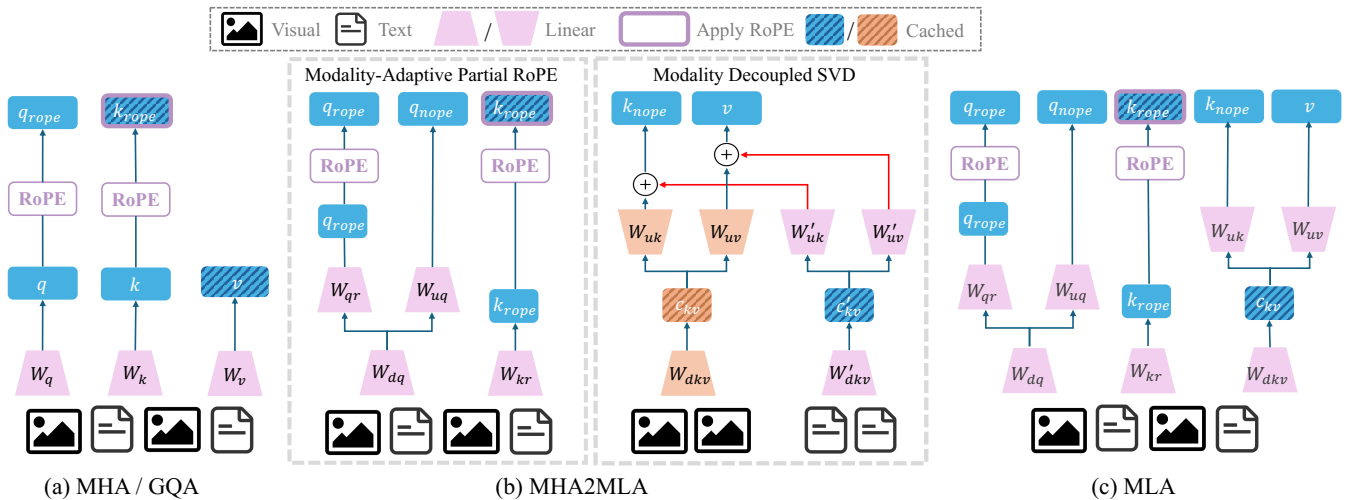 Visual Text / Linear Apply RoPE / Cached
Modality-Adaptive Partial RoPE Modality Decoupled SVD
q_rope k_rope q_rope q_nope k_rope k_nope v q_rope q_nope k_rope k_nope v
RoPE RoPE RoPE RoPE RoPE
+ +
q_rope q_rope
W_uk W_uv W'_uk W'_uv W_uk W_uv
q k v W_qr W_uq k_rope c_kv c'_kv W_qr W_uq k_rope c_kv
W_q W_k W_v W_dq W_kr W_dkv W'_dkv W_dq W_kr W_dkv
(a) MHA / GQA (b) MHA2MLA (c) MLA